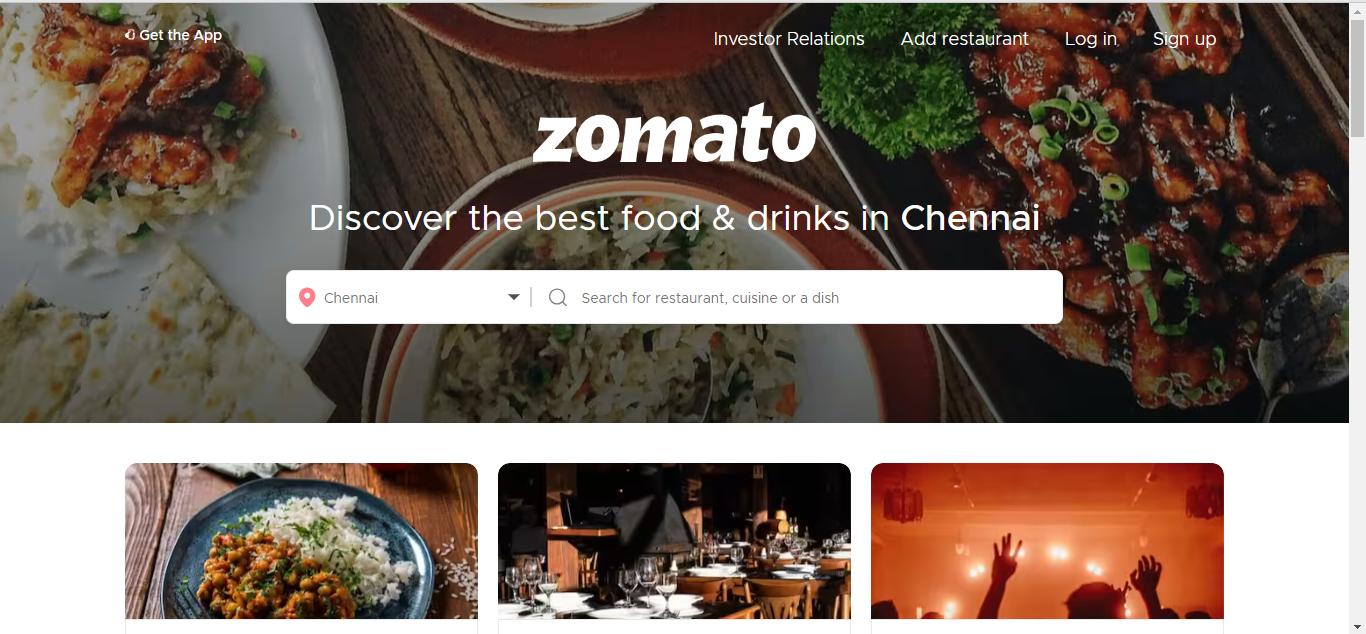 Get the App
Investor Relations
Add restaurant
Log in
Sign up
zomato
Discover the best food & drinks in Chennai
Chennai
Search for restaurant, cuisine or a dish